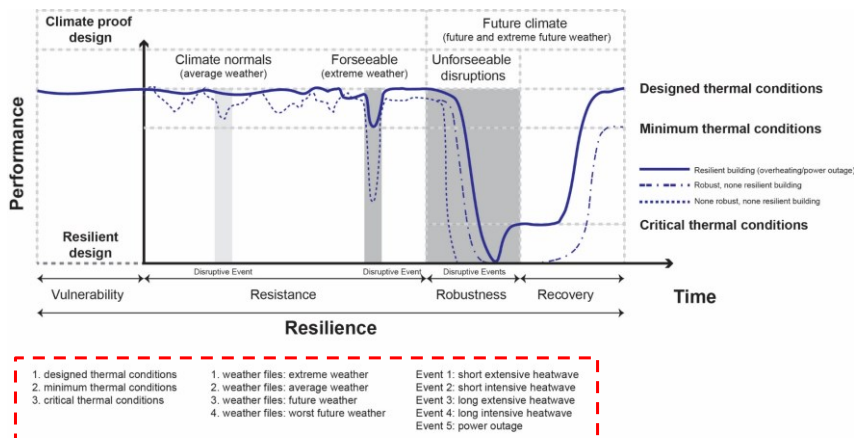 Climate proof
design
Future climate
(future and extreme future weather)
Climate normals
(average weather)
Forseeable
(extreme weather)
Unforseeable
disruptions
Designed thermal conditions
Minimum thermal conditions
Resilient building (overheating/power outage)
Robust, none resilient building
None robust, none resilient building
Critical thermal conditions
Performance
Resilient
design
Disruptive Event
Disruptive Event
Disruptive Events
Vulnerability
Resistance
Robustness
Recovery
Time
Resilience
1. designed thermal conditions
2. minimum thermal conditions
3. critical thermal conditions
1. weather files: extreme weather
2. weather files: average weather
3. weather files: future weather
4. weather files: worst future weather
Event 1: short extensive heatwave
Event 2: short intensive heatwave
Event 3: long extensive heatwave
Event 4: long intensive heatwave
Event 5: power outage